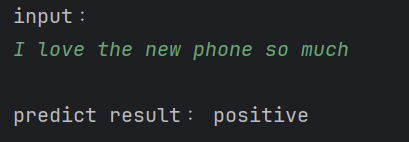 input：
I love the new phone so much
predict result： positive